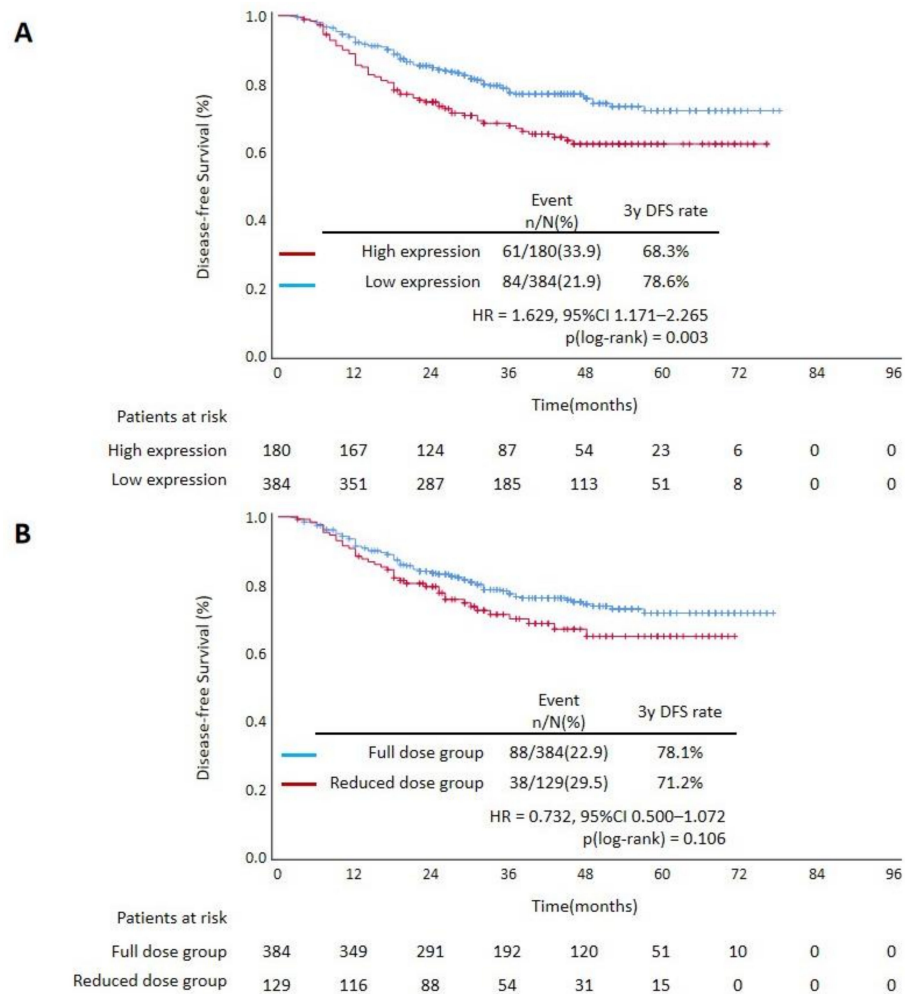 A
Disease-free Survival (%)
1.0
0.8
0.6
0.4
0.2
0.0
Event
n/N(%) 3y DFS rate
High expression 61/180(33.9) 68.3%
Low expression 84/384(21.9) 78.6%
HR = 1.629, 95%CI 1.171–2.265
p(log-rank) = 0.003
0 12 24 36 48 60 72 84 96
Time(months)
Patients at risk
High expression 180 167 124 87 54 23 6 0 0
Low expression 384 351 287 185 113 51 8 0 0
B
Disease-free Survival (%)
1.0
0.8
0.6
0.4
0.2
0.0
Event
n/N(%) 3y DFS rate
Full dose group 88/384(22.9) 78.1%
Reduced dose group 38/129(29.5) 71.2%
HR = 0.732, 95%CI 0.500–1.072
p(log-rank) = 0.106
0 12 24 36 48 60 72 84 96
Time(months)
Patients at risk
Full dose group 384 349 291 192 120 51 10 0 0
Reduced dose group 129 116 88 54 31 15 0 0 0